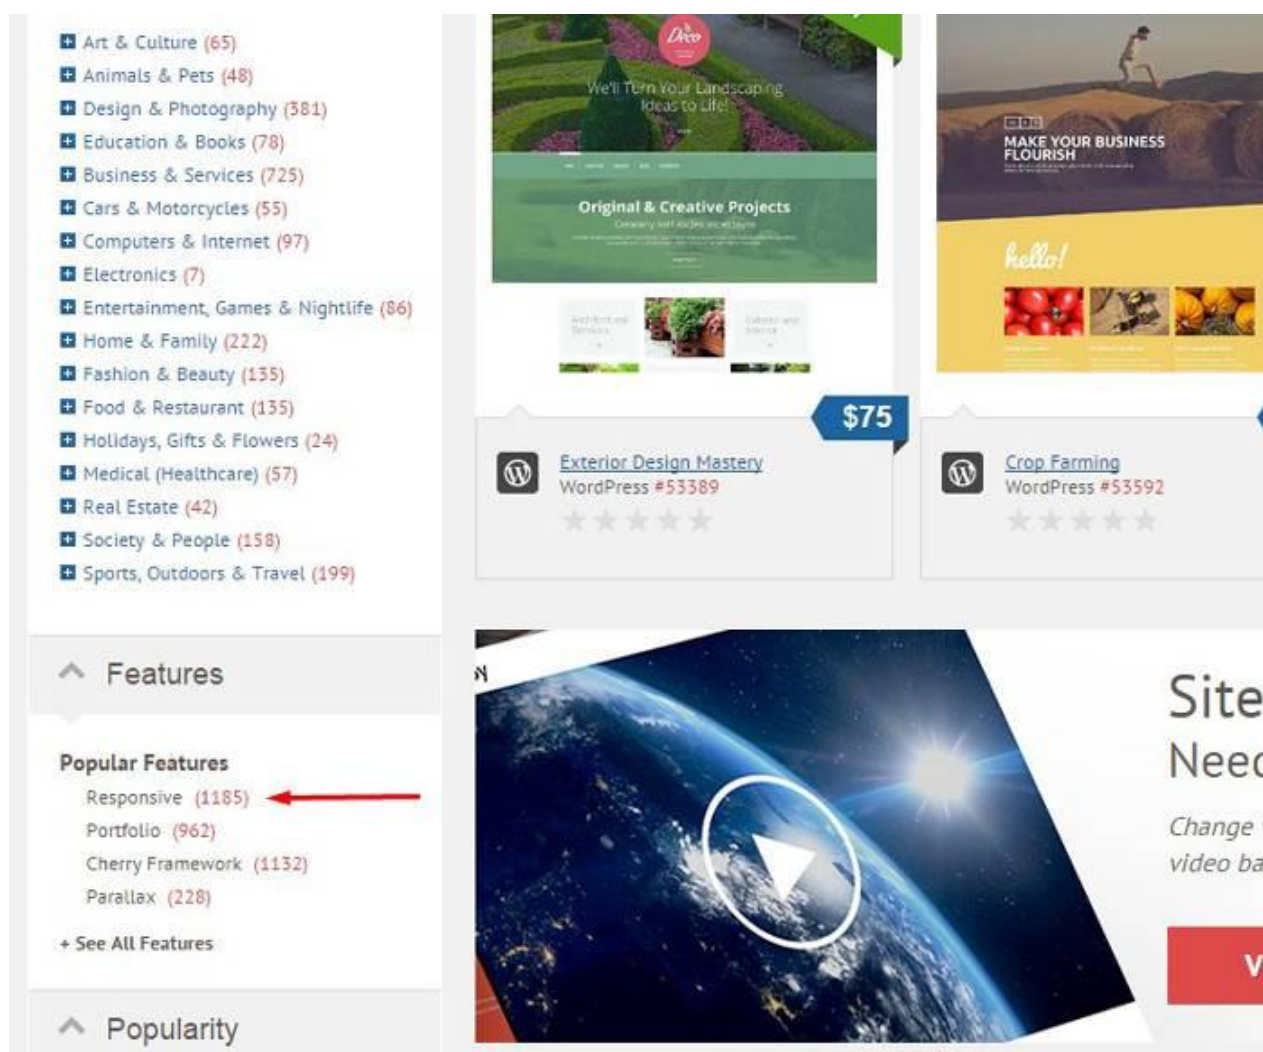 Art & Culture (65)
Animals & Pets (48)
Design & Photography (381)
Education & Books (78)
Business & Services (725)
Cars & Motorcycles (55)
Computers & Internet (97)
Electronics (7)
Entertainment, Games & Nightlife (86)
Home & Family (222)
Fashion & Beauty (135)
Food & Restaurant (135)
Holidays, Gifts & Flowers (24)
Medical (Healthcare) (57)
Real Estate (42)
Society & People (158)
Sports, Outdoors & Travel (199)
Features
Popular Features
Responsive (1185)
Portfolio (962)
Cherry Framework (1132)
Parallax (228)
+ See All Features
Popularity
Deco
We'll Turn Your Landscaping
Ideas to Life!
Original & Creative Projects
Architectural
Services
Exterior and
$75
Exterior Design Mastery
WordPress #53389
MAKE YOUR BUSINESS
FLOURISH
hello!
Crop Farming
WordPress #53592
Site
Need
Change
video ba
V